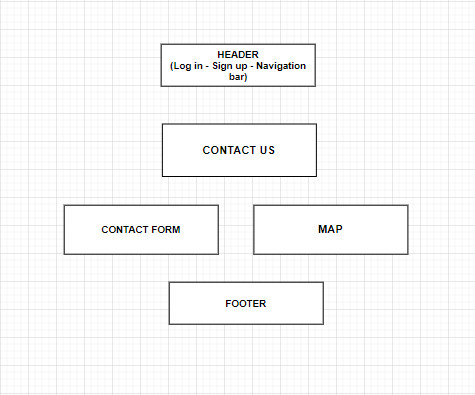 HEADER
(Log in - Sign up - Navigation
bar)
CONTACT US
CONTACT FORM
MAP
FOOTER